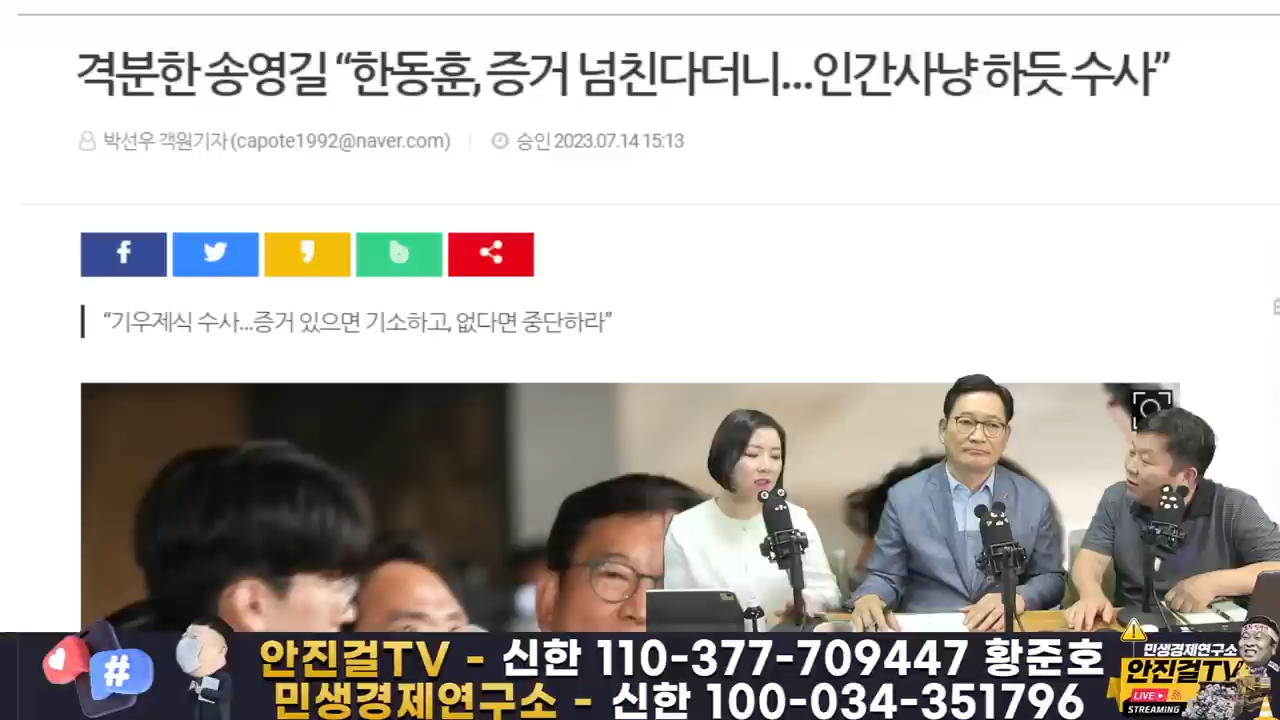 격분한 송영길 “한동훈, 증거 넘친다더니...인간사냥 하듯 수사”
박선우 객원기자 (capote1992@naver.com)
승인 2023.07.14 15:13
“기우제식 수사...증거 있으면 기소하고, 없다면 중단하라”
#
안진걸TV - 신한 110-377-709447 황준호
민생경제연구소 - 신한 100-034-351796
민생경제연구소
안진걸TV
LIVE
STREAMING